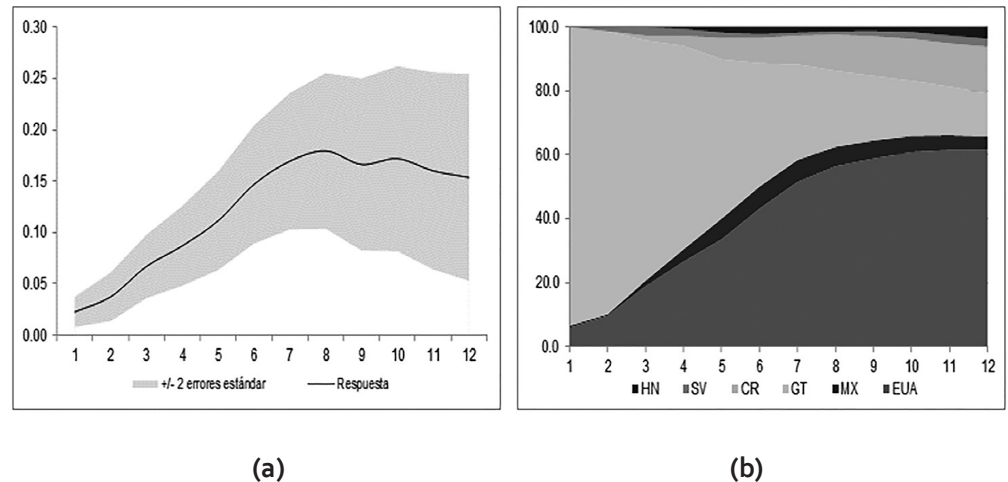 0.30
0.25
0.20
0.15
0.10
0.05
0.00
1 2 3 4 5 6 7 8 9 10 11 12
+/- 2 errores estándar Respuesta
100.0
80.0
60.0
40.0
20.0
0.0
1 2 3 4 5 6 7 8 9 10 11 12
HN SV CR GT MX EUA
(a) (b)